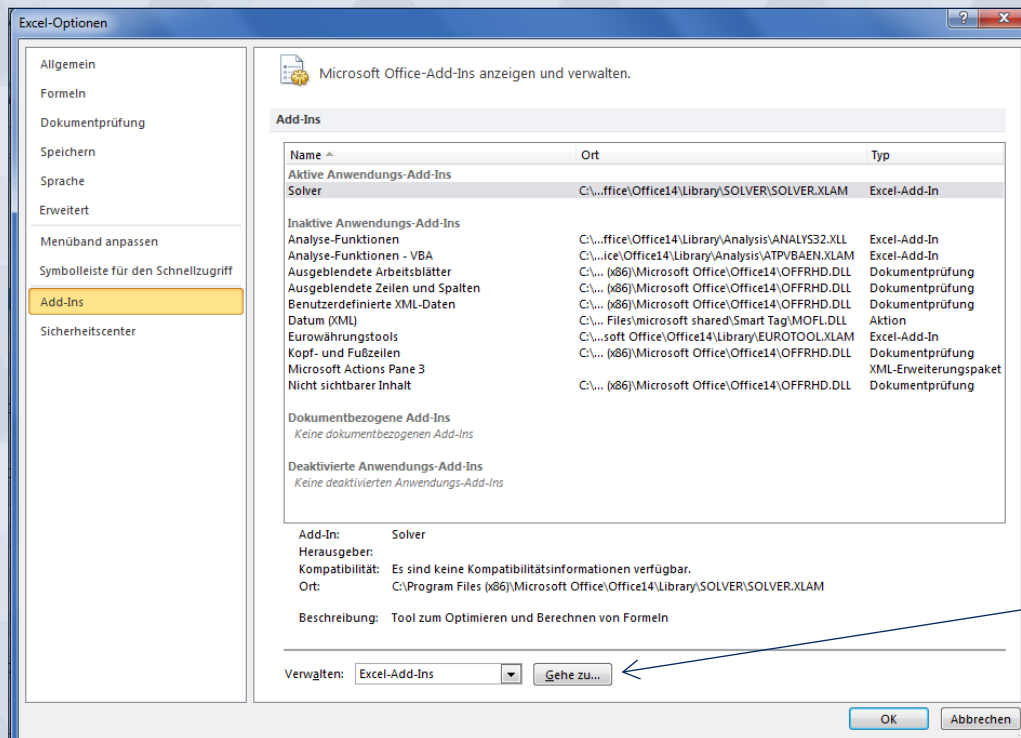 Excel-Optionen
Allgemein
Formeln
Dokumentprüfung
Speichern
Sprache
Erweitert
Menüband anpassen
Symbolleiste für den Schnellzugriff
Add-Ins
Sicherheitscenter
Microsoft Office-Add-Ins anzeigen und verwalten.
Add-Ins
Name Ort Typ
Aktive Anwendungs-Add-Ins
Solver C:\...ffice\Office14\Library\SOLVER\SOLVER.XLAM Excel-Add-In
Inaktive Anwendungs-Add-Ins
Analyse-Funktionen C:\...ffice\Office14\Library\Analysis\ANALYS32.XLL Excel-Add-In
Analyse-Funktionen - VBA C:\...ice\Office14\Library\Analysis\ATPVBAEN.XLAM Excel-Add-In
Ausgeblendete Arbeitsblätter C:\... (x86)\Microsoft Office\Office14\OFFRHD.DLL Dokumentprüfung
Ausgeblendete Zeilen und Spalten C:\... (x86)\Microsoft Office\Office14\OFFRHD.DLL Dokumentprüfung
Benutzerdefinierte XML-Daten C:\... (x86)\Microsoft Office\Office14\OFFRHD.DLL Dokumentprüfung
Datum (XML) C:\... Files\microsoft shared\Smart Tag\MOFL.DLL Aktion
Eurowährungstools C:\...soft Office\Office14\Library\EUROTOOL.XLAM Excel-Add-In
Kopf- und Fußzeilen C:\... (x86)\Microsoft Office\Office14\OFFRHD.DLL Dokumentprüfung
Microsoft Actions Pane 3 XML-Erweiterungspaket
Nicht sichtbarer Inhalt C:\... (x86)\Microsoft Office\Office14\OFFRHD.DLL Dokumentprüfung
Dokumentbezogene Add-Ins
Keine dokumentbezogenen Add-Ins
Deaktivierte Anwendungs-Add-Ins
Keine deaktivierten Anwendungs-Add-Ins
Add-In: Solver
Herausgeber:
Kompatibilität: Es sind keine Kompatibilitätsinformationen verfügbar.
Ort: C:\Program Files (x86)\Microsoft Office\Office14\Library\SOLVER\SOLVER.XLAM
Beschreibung: Tool zum Optimieren und Berechnen von Formeln
Verwalten: Excel-Add-Ins Gehe zu...
OK Abbrechen